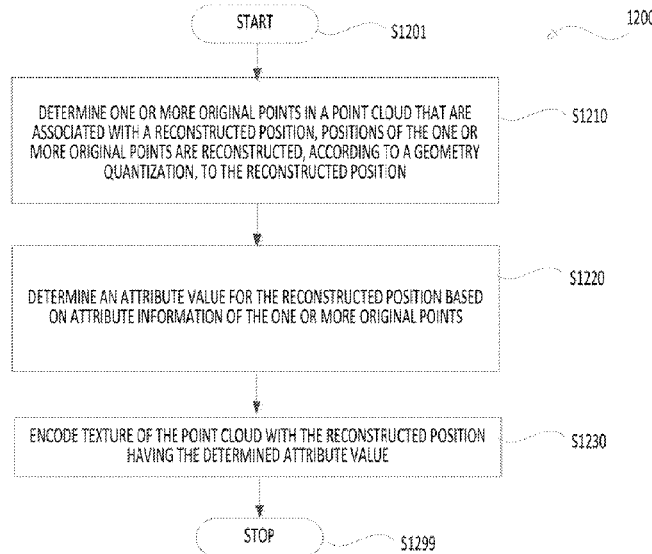 1200
START
S1201
DETERMINE ONE OR MORE ORIGINAL POINTS IN A POINT CLOUD THAT ARE
ASSOCIATED WITH A RECONSTRUCTED POSITION, POSITIONS OF THE ONE OR
MORE ORIGINAL POINTS ARE RECONSTRUCTED, ACCORDING TO A GEOMETRY
QUANTIZATION, TO THE RECONSTRUCTED POSITION
S1210
DETERMINE AN ATTRIBUTE VALUE FOR THE RECONSTRUCTED POSITION BASED
ON ATTRIBUTE INFORMATION OF THE ONE OR MORE ORIGINAL POINTS
S1220
ENCODE TEXTURE OF THE POINT CLOUD WITH THE RECONSTRUCTED POSITION
HAVING THE DETERMINED ATTRIBUTE VALUE
S1230
STOP
S1299